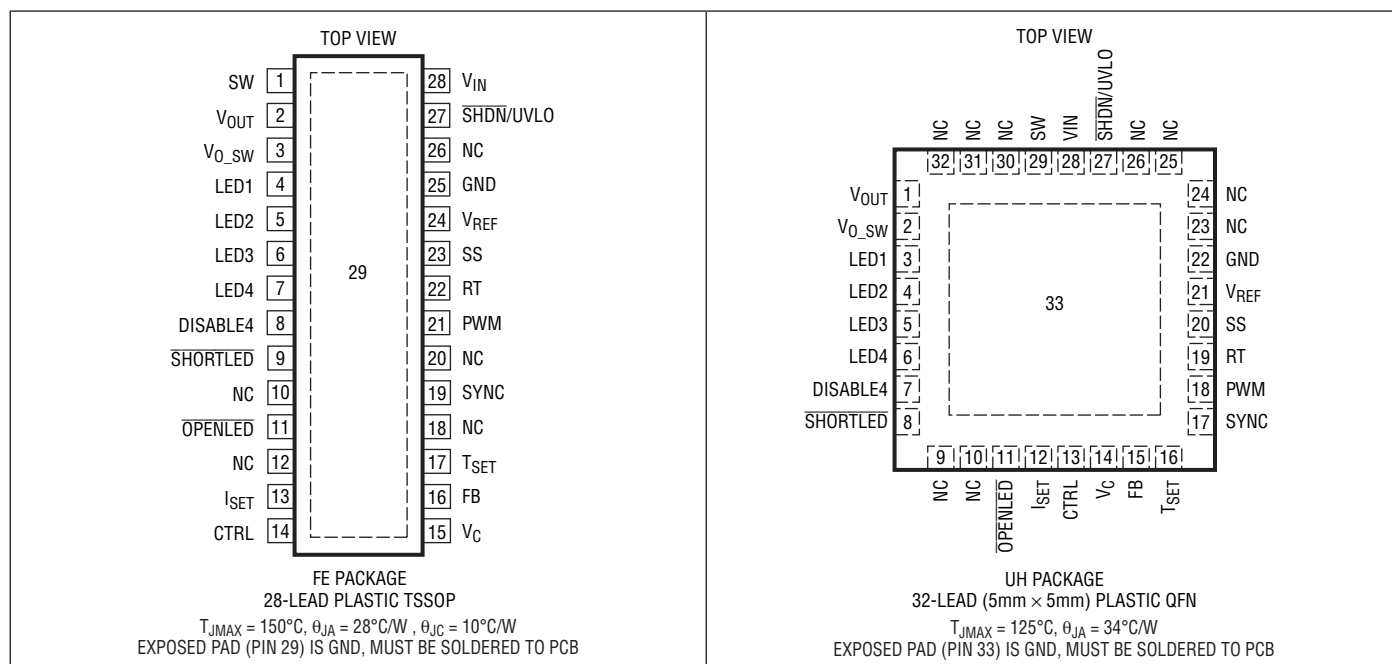 TOP VIEW
SW 1
VOUT 2
VO_SW 3
LED1 4
LED2 5
LED3 6
LED4 7
DISABLE4 8
SHORTLED 9
NC 10
OPENLED 11
NC 12
ISET 13
CTRL 14
29
28 VIN
27 SHDN/UVLO
26 NC
25 GND
24 VREF
23 SS
22 RT
21 PWM
20 NC
19 SYNC
18 NC
17 TSET
16 FB
15 VC
FE PACKAGE
28-LEAD PLASTIC TSSOP
TJMAX = 150°C, θJA = 28°C/W , θJC = 10°C/W
EXPOSED PAD (PIN 29) IS GND, MUST BE SOLDERED TO PCB
TOP VIEW
NC NC NC SW VIN SHDN/UVLO NC NC
32 31 30 29 28 27 26 25
VOUT 1
VO_SW 2
LED1 3
LED2 4
LED3 5
LED4 6
DISABLE4 7
SHORTLED 8
33
24 NC
23 NC
22 GND
21 VREF
20 SS
19 RT
18 PWM
17 SYNC
9 10 11 12 13 14 15 16
NC NC OPENLED ISET CTRL VC FB TSET
UH PACKAGE
32-LEAD (5mm × 5mm) PLASTIC QFN
TJMAX = 125°C, θJA = 34°C/W
EXPOSED PAD (PIN 33) IS GND, MUST BE SOLDERED TO PCB